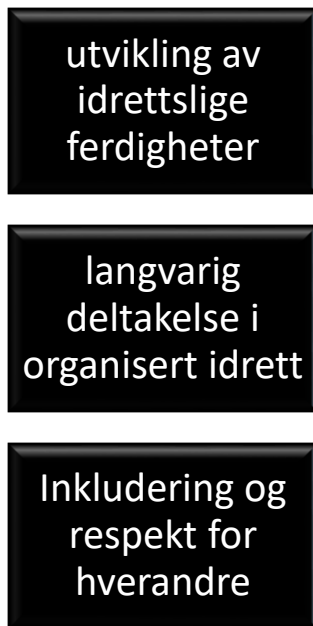 utvikling av
idrettslige
ferdigheter
langvarig
deltakelse i
organisert idrett
Inkludering og
respekt for
hverandre